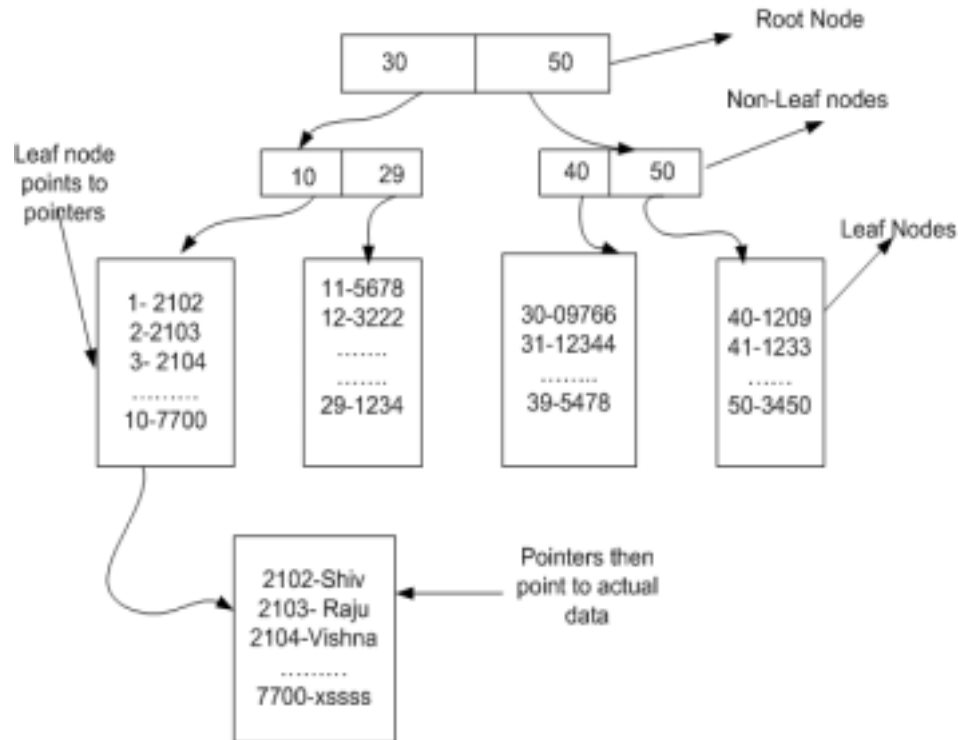 Root Node
30 50
Non-Leaf nodes
Leaf node
points to
pointers
10 29
40 50
Leaf Nodes
1- 2102
2-2103
3- 2104
.........
10-7700
11-5678
12-3222
.......
.......
29-1234
30-09766
31-12344
........
39-5478
40-1209
41-1233
......
50-3450
2102-Shiv
2103- Raju
2104-Vishna
.........
7700-xssss
Pointers then
point to actual
data